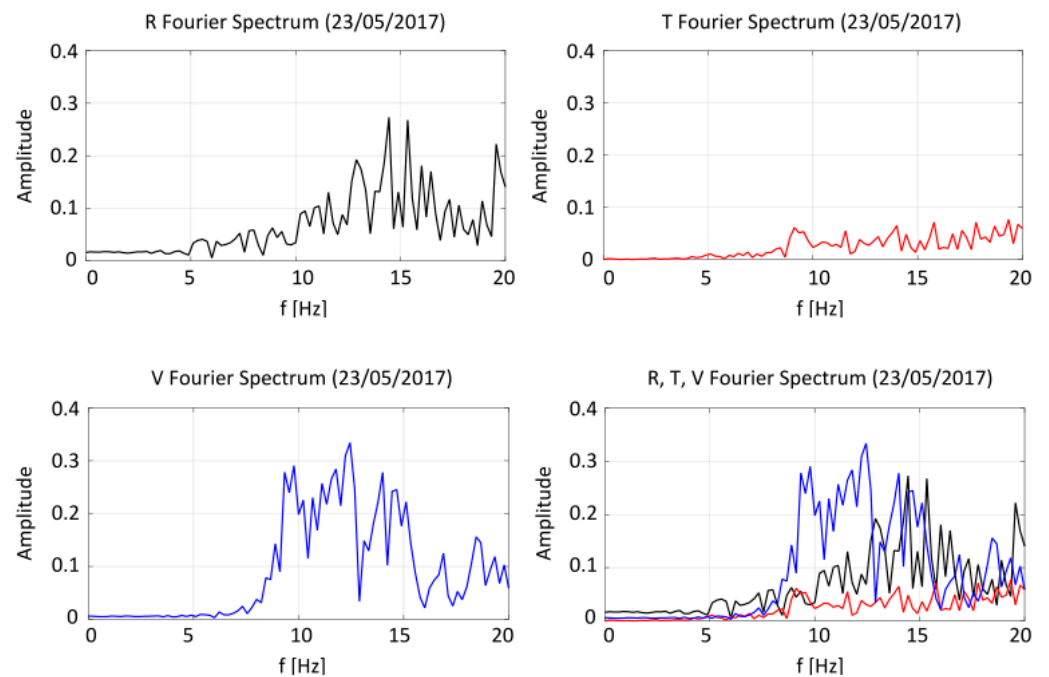 R Fourier Spectrum (23/05/2017)
0.4
0.3
0.2
0.1
0
Amplitude
0 5 10 15 20
f [Hz]
T Fourier Spectrum (23/05/2017)
0.4
0.3
0.2
0.1
0
Amplitude
0 5 10 15 20
f [Hz]
V Fourier Spectrum (23/05/2017)
0.4
0.3
0.2
0.1
0
Amplitude
0 5 10 15 20
f [Hz]
R, T, V Fourier Spectrum (23/05/2017)
0.4
0.3
0.2
0.1
0
Amplitude
0 5 10 15 20
f [Hz]